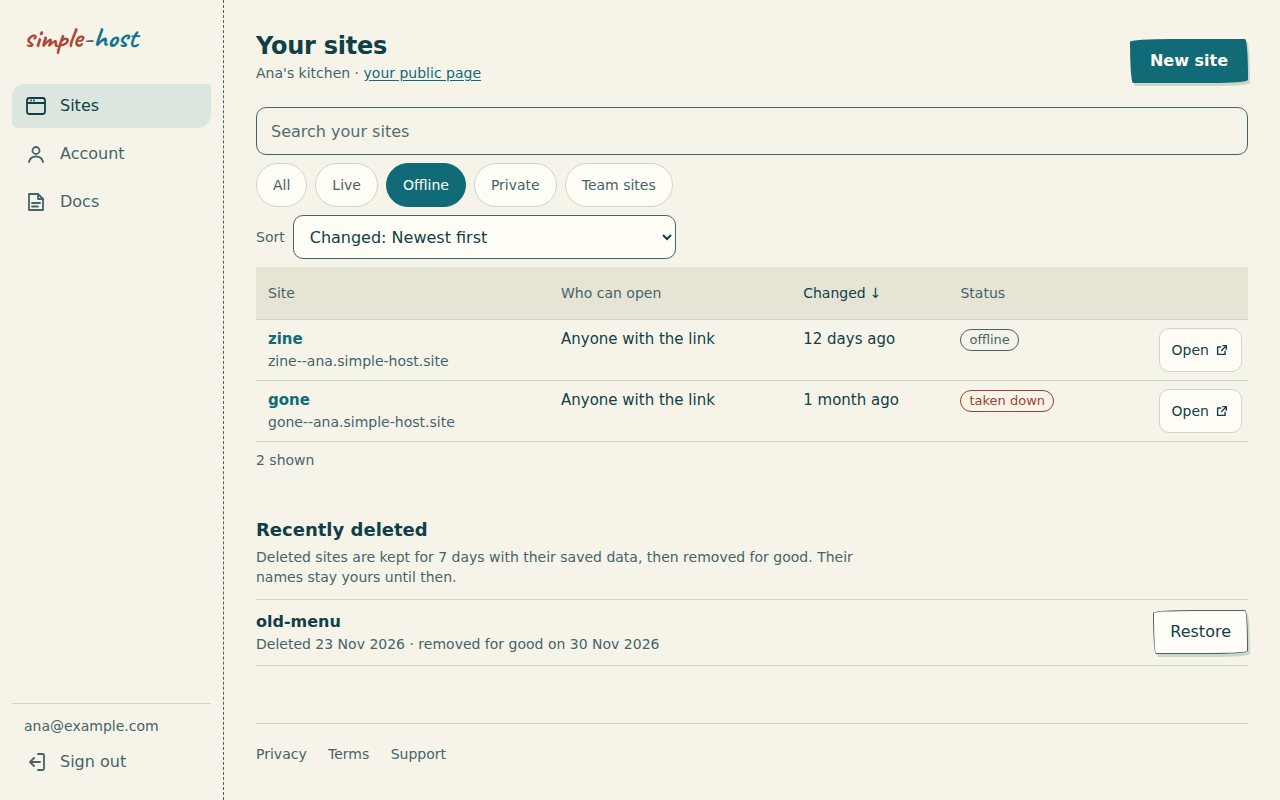 simple-host
Sites
Account
Docs
ana@example.com
Sign out
Your sites
Ana's kitchen · your public page
New site
Search your sites
All
Live
Offline
Private
Team sites
Sort
Changed: Newest first
Site
Who can open
Changed ↓
Status
zine
zine--ana.simple-host.site
Anyone with the link
12 days ago
offline
Open
gone
gone--ana.simple-host.site
Anyone with the link
1 month ago
taken down
Open
2 shown
Recently deleted
Deleted sites are kept for 7 days with their saved data, then removed for good. Their
names stay yours until then.
old-menu
Deleted 23 Nov 2026 · removed for good on 30 Nov 2026
Restore
Privacy
Terms
Support